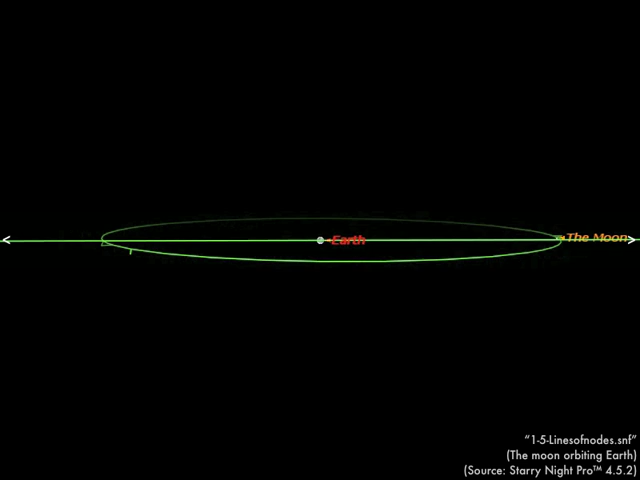 Earth
The Moon
“1-5-Linesofnodes.snf”
(The moon orbiting Earth)
(Source: Starry Night Pro™ 4.5.2)